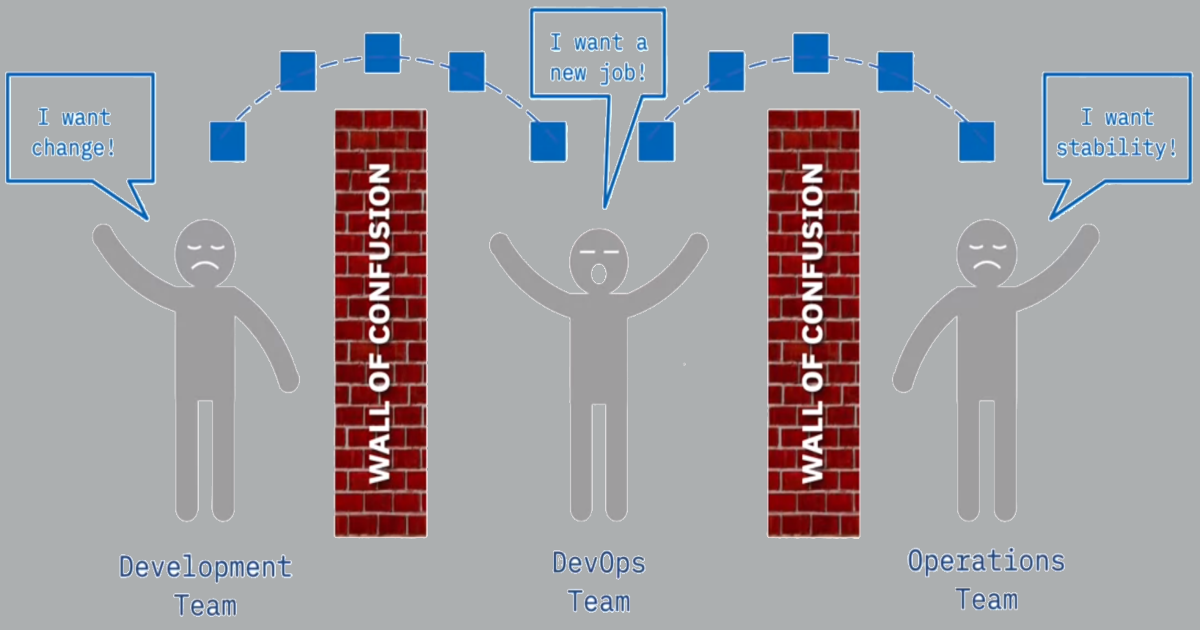 I want
change!
I want a
new job!
I want
stability!
WALL OF CONFUSION
WALL OF CONFUSION
Development
Team
DevOps
Team
Operations
Team